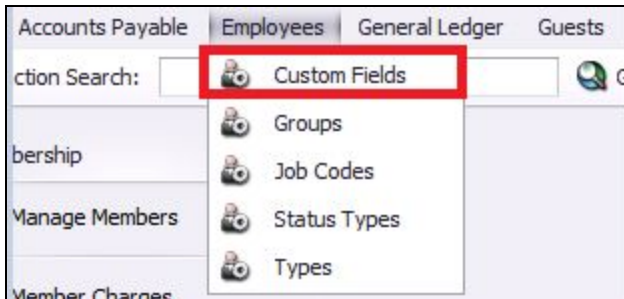 Accounts Payable Employees General Ledger Guests
ction Search: G
Custom Fields
Groups
bership
Job Codes
Manage Members
Status Types
Types
Member Charges